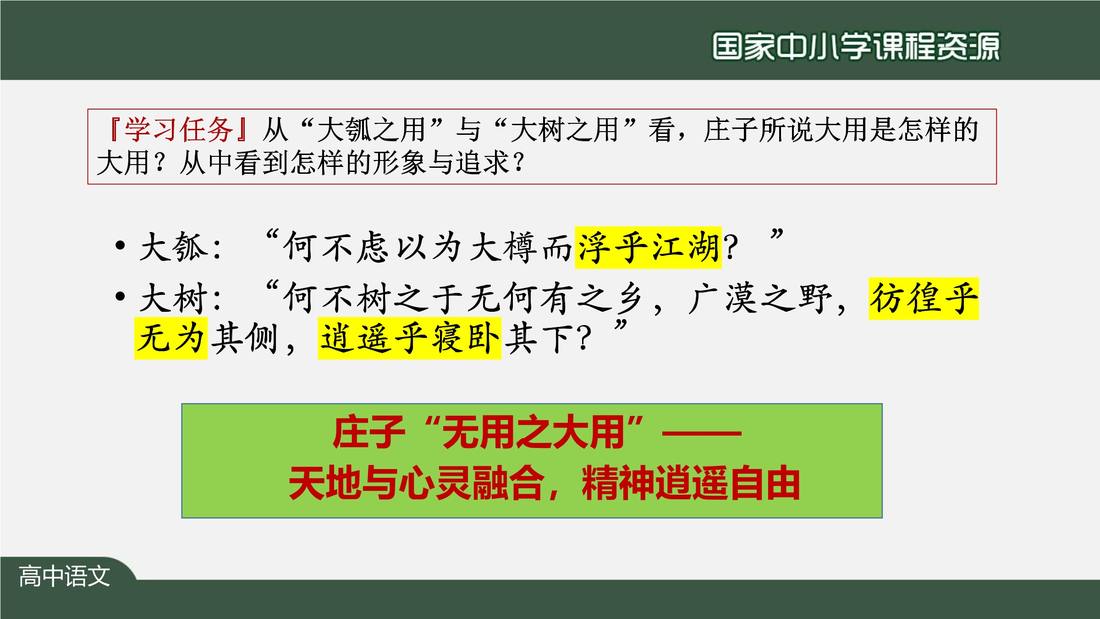 国家中小学课程资源
『学习任务』从“大瓠之用”与“大树之用”看，庄子所说大用是怎样的
大用？从中看到怎样的形象与追求？
• 大瓠：“何不虑以为大樽而浮乎江湖？”
• 大树：“何不树之于无何有之乡，广漠之野，彷徨乎
无为其侧，逍遥乎寝卧其下？”
庄子“无用之大用”——
天地与心灵融合，精神逍遥自由
高中语文